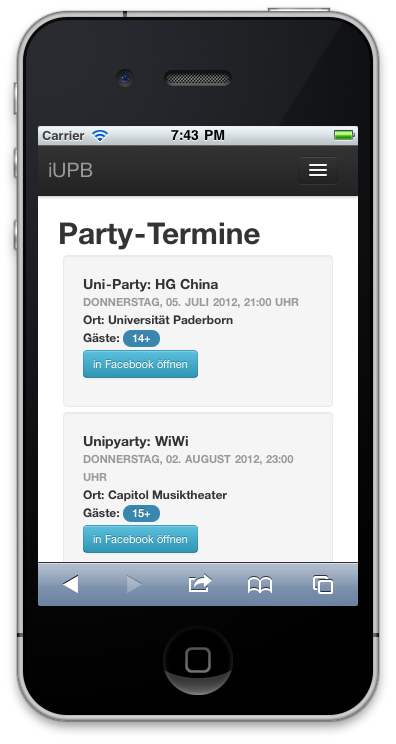 Carrier 7:43 PM
iUPB
Party-Termine
Uni-Party: HG China
DONNERSTAG, 05. JULI 2012, 21:00 UHR
Ort: Universität Paderborn
Gäste: 14+
in Facebook öffnen
Unipyarty: WiWi
DONNERSTAG, 02. AUGUST 2012, 23:00
UHR
Ort: Capitol Musiktheater
Gäste: 15+
in Facebook öffnen